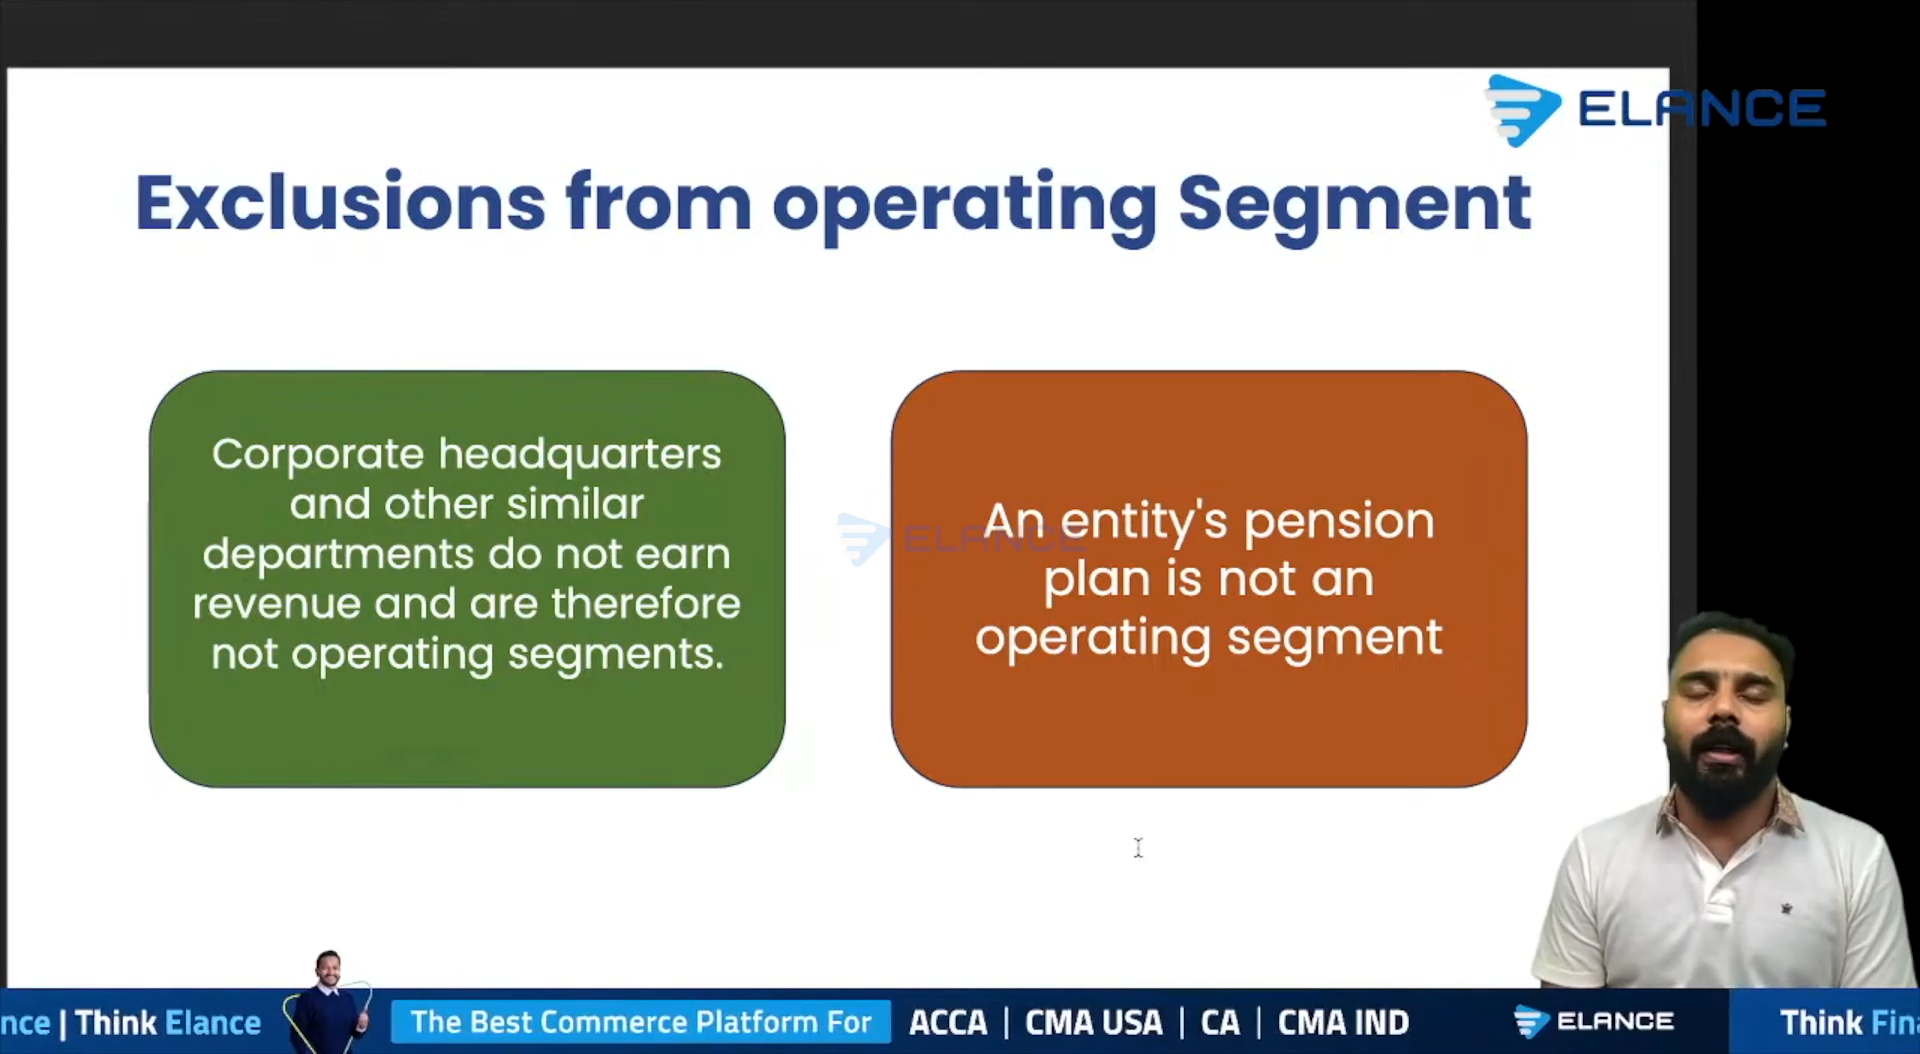 ELANCE
Exclusions from operating Segment
Corporate headquarters
and other similar
departments do not earn
revenue and are therefore
not operating segments.
An entity's pension
plan is not an
operating segment
ELANCE
nce | Think Elance
The Best Commerce Platform For
ACCA | CMA USA | CA | CMA IND
ELANCE
Think Fina